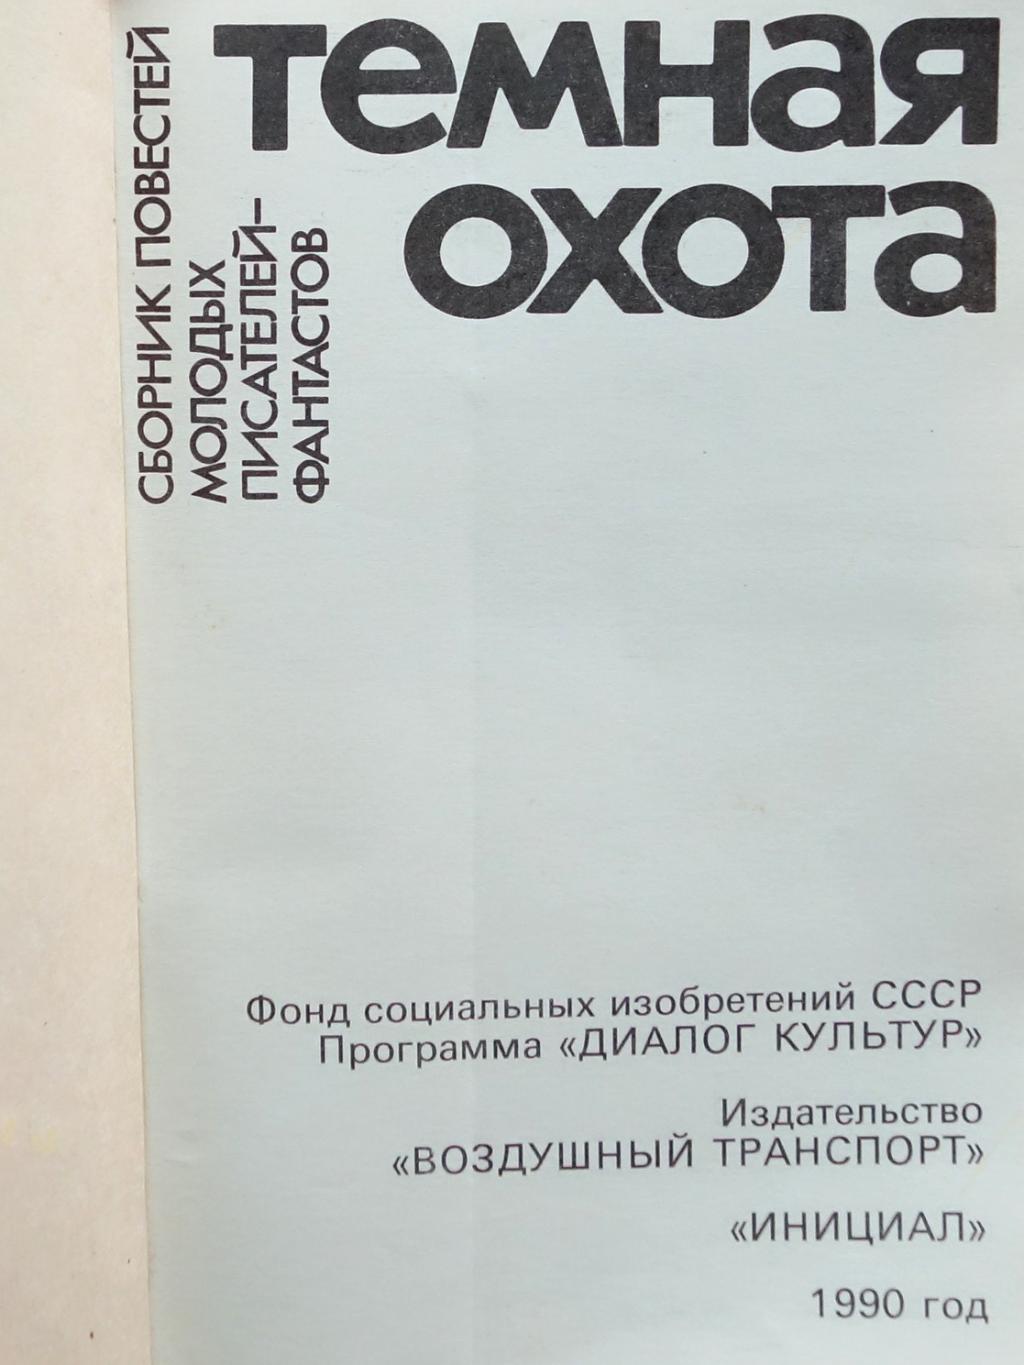 темная
охота
СБОРНИК ПОВЕСТЕЙ
МОЛОДЫХ
ПИСАТЕЛЕЙ–
ФАНТАСТОВ
Фонд социальных изобретений СССР
Программа «ДИАЛОГ КУЛЬТУР»
Издательство
«ВОЗДУШНЫЙ ТРАНСПОРТ»
«ИНИЦИАЛ»
1990 год